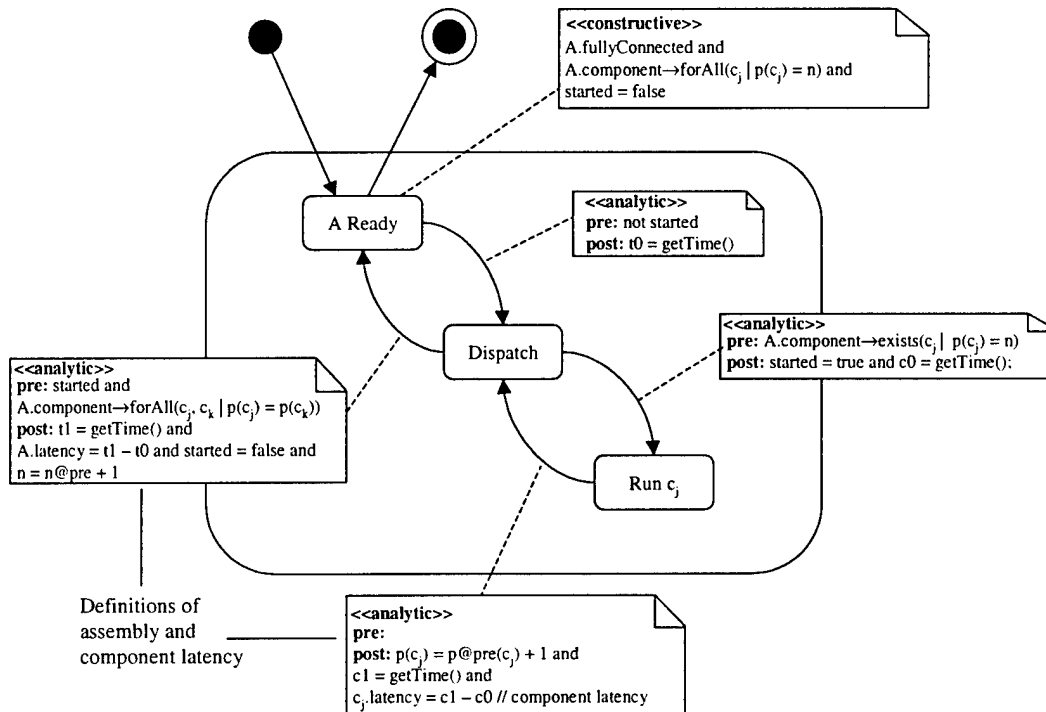 <<constructive>>
A.fullyConnected and
A.component→forAll(cj | p(cj) = n) and
started = false
A Ready
<<analytic>>
pre: not started
post: t0 = getTime()
Dispatch
<<analytic>>
pre: A.component→exists(cj | p(cj) = n)
post: started = true and c0 = getTime();
<<analytic>>
pre: started and
A.component→forAll(cj, ck | p(cj) = p(ck))
post: t1 = getTime() and
A.latency = t1 – t0 and started = false and
n = n@pre + 1
Run cj
Definitions of
assembly and
component latency
<<analytic>>
pre:
post: p(cj) = p@pre(cj) + 1 and
c1 = getTime() and
cj.latency = c1 – c0 // component latency